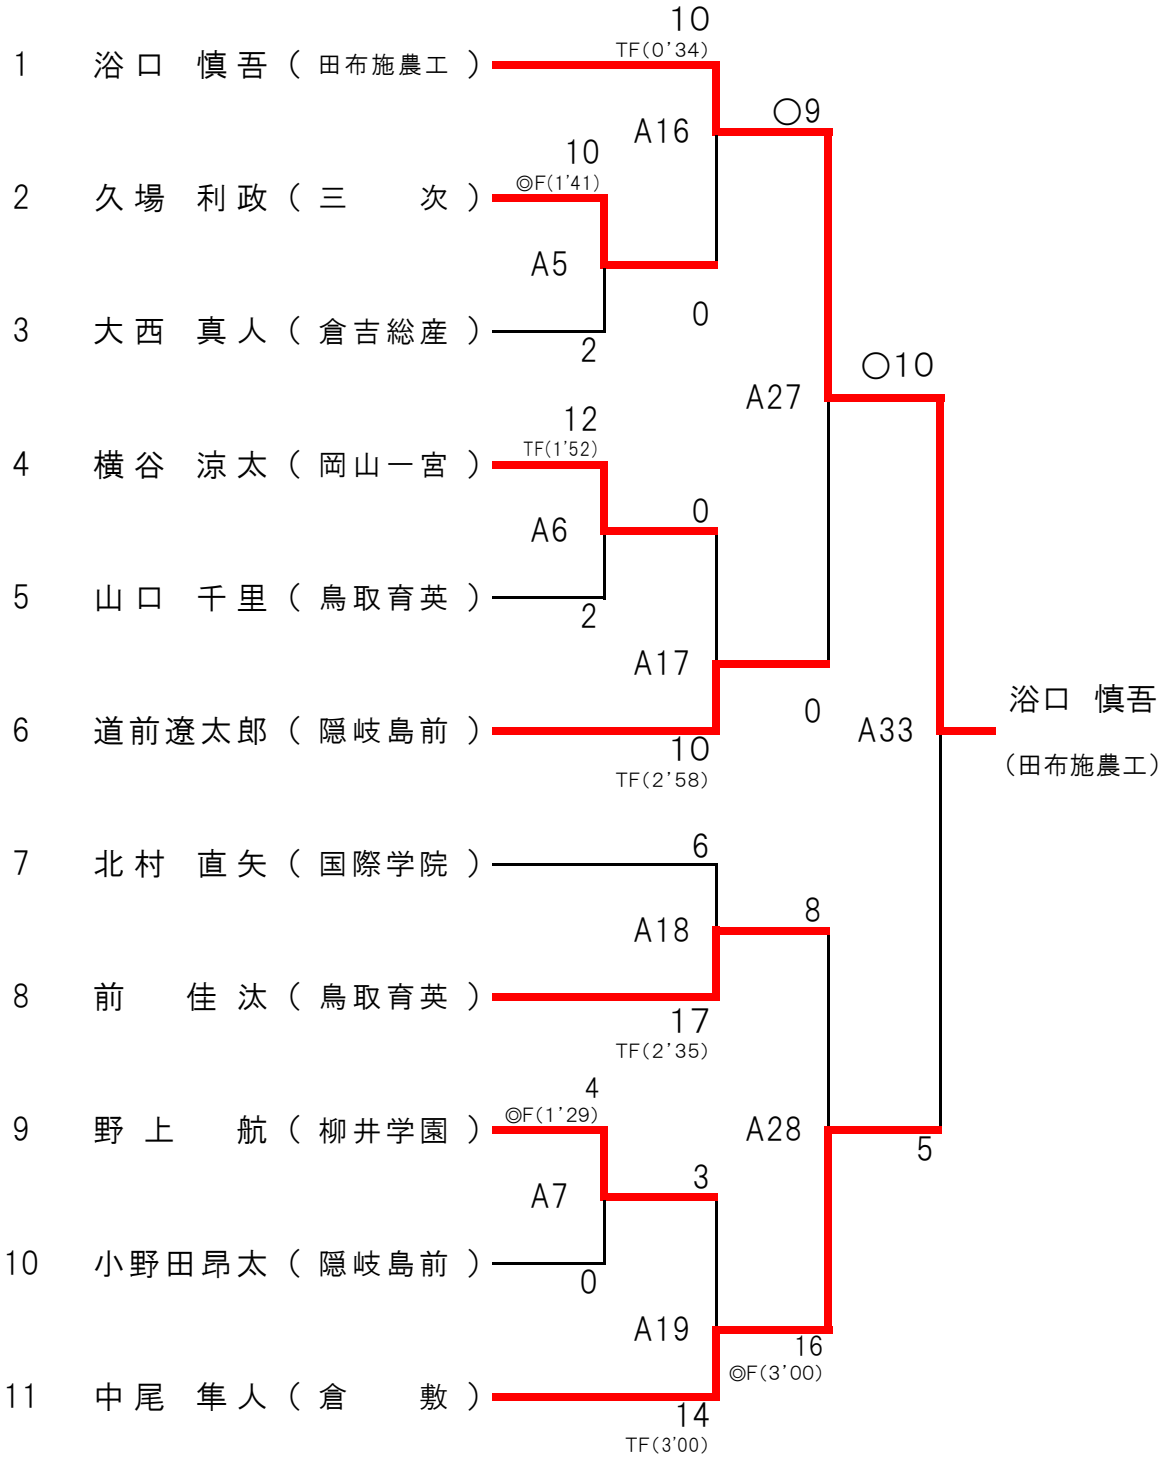 10
TF(0'34)
1 浴口 慎吾 ( 田布施農工 )
○9
A16
10
◎F(1'41)
2 久場 利政 ( 三 次 )
A5
0
3 大西 真人 ( 倉吉総産 )
2
○10
A27
12
TF(1'52)
4 横谷 涼太 ( 岡山一宮 )
0
A6
5 山口 千里 ( 鳥取育英 )
2
A17
浴口 慎吾
0
6 道前遼太郎 ( 隠岐島前 )
A33
10
(田布施農工)
TF(2'58)
6
7 北村 直矢 ( 国際学院 )
8
A18
8 前 佳汰 ( 鳥取育英 )
17
TF(2'35)
4
◎F(1'29)
9 野上 航 ( 柳井学園 )
A28
5
3
A7
10 小野田昂太 ( 隠岐島前 )
0
A19
16
◎F(3'00)
11 中尾 隼人 ( 倉 敷 )
14
TF(3'00)